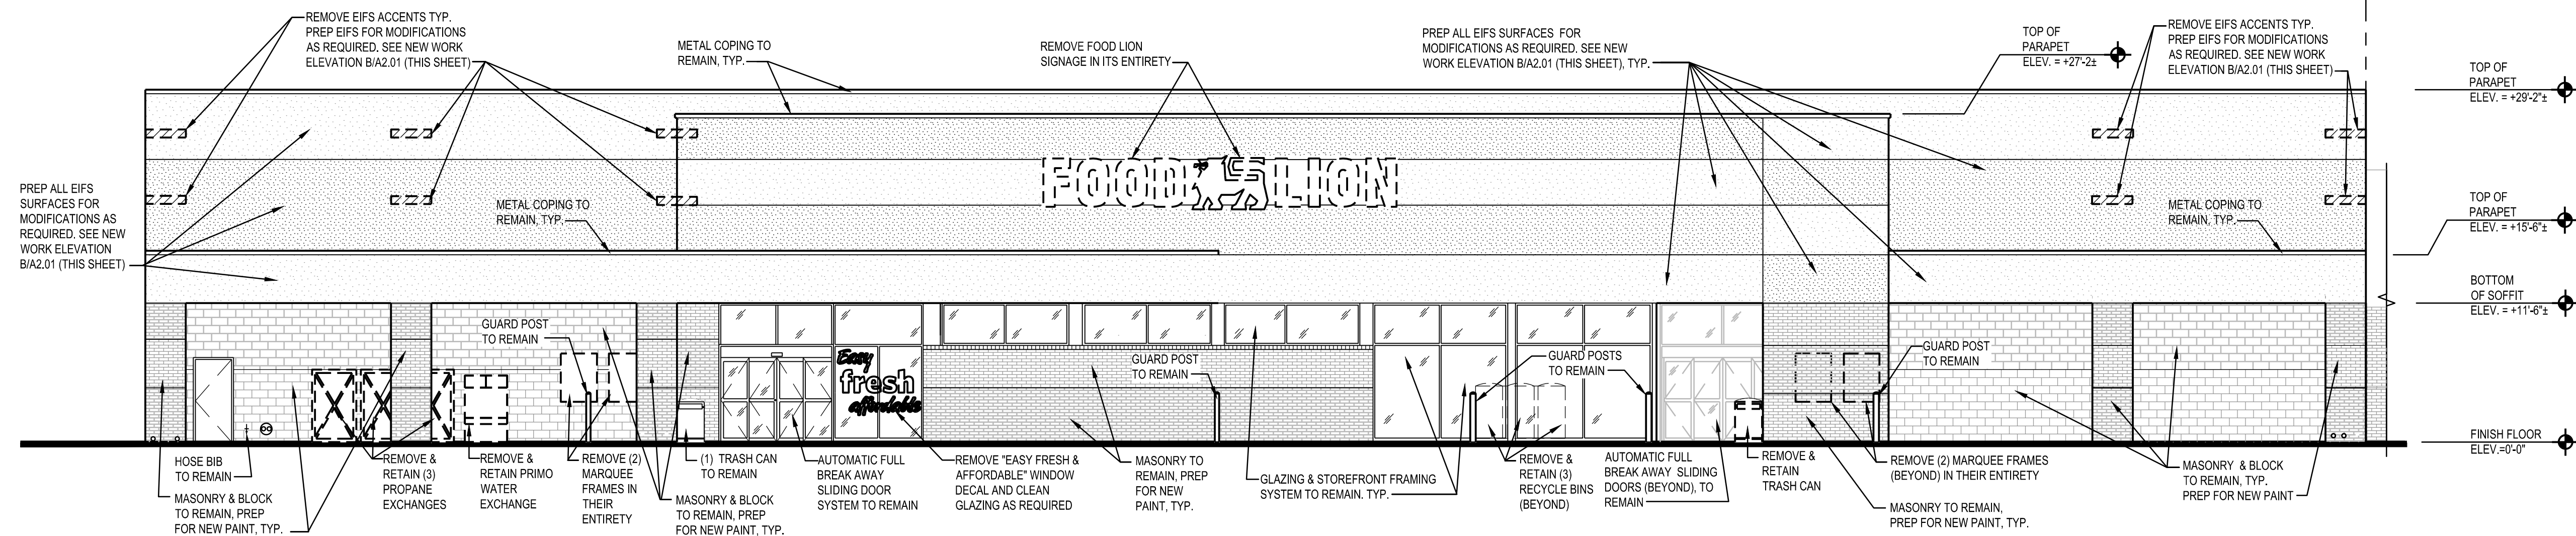 REMOVE EIFS ACCENTS TYP.
PREP EIFS FOR MODIFICATIONS
AS REQUIRED. SEE NEW WORK
ELEVATION B/A2.01 (THIS SHEET)
METAL COPING TO
REMAIN, TYP.
REMOVE FOOD LION
SIGNAGE IN ITS ENTIRETY
PREP ALL EIFS SURFACES FOR
MODIFICATIONS AS REQUIRED. SEE NEW
WORK ELEVATION B/A2.01 (THIS SHEET), TYP.
TOP OF
PARAPET
ELEV. = +27'-2±
REMOVE EIFS ACCENTS TYP.
PREP EIFS FOR MODIFICATIONS
AS REQUIRED. SEE NEW WORK
ELEVATION B/A2.01 (THIS SHEET)
TOP OF
PARAPET
ELEV. = +29'-2"±
PREP ALL EIFS
SURFACES FOR
MODIFICATIONS AS
REQUIRED. SEE NEW
WORK ELEVATION
B/A2.01 (THIS SHEET)
METAL COPING TO
REMAIN, TYP.
FOOD LION
METAL COPING TO
REMAIN, TYP.
TOP OF
PARAPET
ELEV. = +15'-6"±
BOTTOM
OF SOFFIT
ELEV. = +11'-6"±
GUARD POST
TO REMAIN
Easy
fresh
affordable
GUARD POST
TO REMAIN
GUARD POSTS
TO REMAIN
GUARD POST
TO REMAIN
FINISH FLOOR
ELEV.=0'-0"
HOSE BIB
TO REMAIN
MASONRY & BLOCK
TO REMAIN, PREP
FOR NEW PAINT, TYP.
REMOVE &
RETAIN (3)
PROPANE
EXCHANGES
REMOVE &
RETAIN PRIMO
WATER
EXCHANGE
REMOVE (2)
MARQUEE
FRAMES IN
THEIR
ENTIRETY
(1) TRASH CAN
TO REMAIN
MASONRY & BLOCK
TO REMAIN, PREP
FOR NEW PAINT, TYP.
AUTOMATIC FULL
BREAK AWAY
SLIDING DOOR
SYSTEM TO REMAIN
REMOVE "EASY FRESH &
AFFORDABLE" WINDOW
DECAL AND CLEAN
GLAZING AS REQUIRED
MASONRY TO
REMAIN, PREP
FOR NEW
PAINT, TYP.
GLAZING & STOREFRONT FRAMING
SYSTEM TO REMAIN. TYP.
REMOVE &
RETAIN (3)
RECYCLE BINS
(BEYOND)
AUTOMATIC FULL
BREAK AWAY SLIDING
DOORS (BEYOND), TO
REMAIN
REMOVE &
RETAIN
TRASH CAN
REMOVE (2) MARQUEE FRAMES
(BEYOND) IN THEIR ENTIRETY
MASONRY TO REMAIN,
PREP FOR NEW PAINT, TYP.
MASONRY & BLOCK
TO REMAIN, TYP.
PREP FOR NEW PAINT